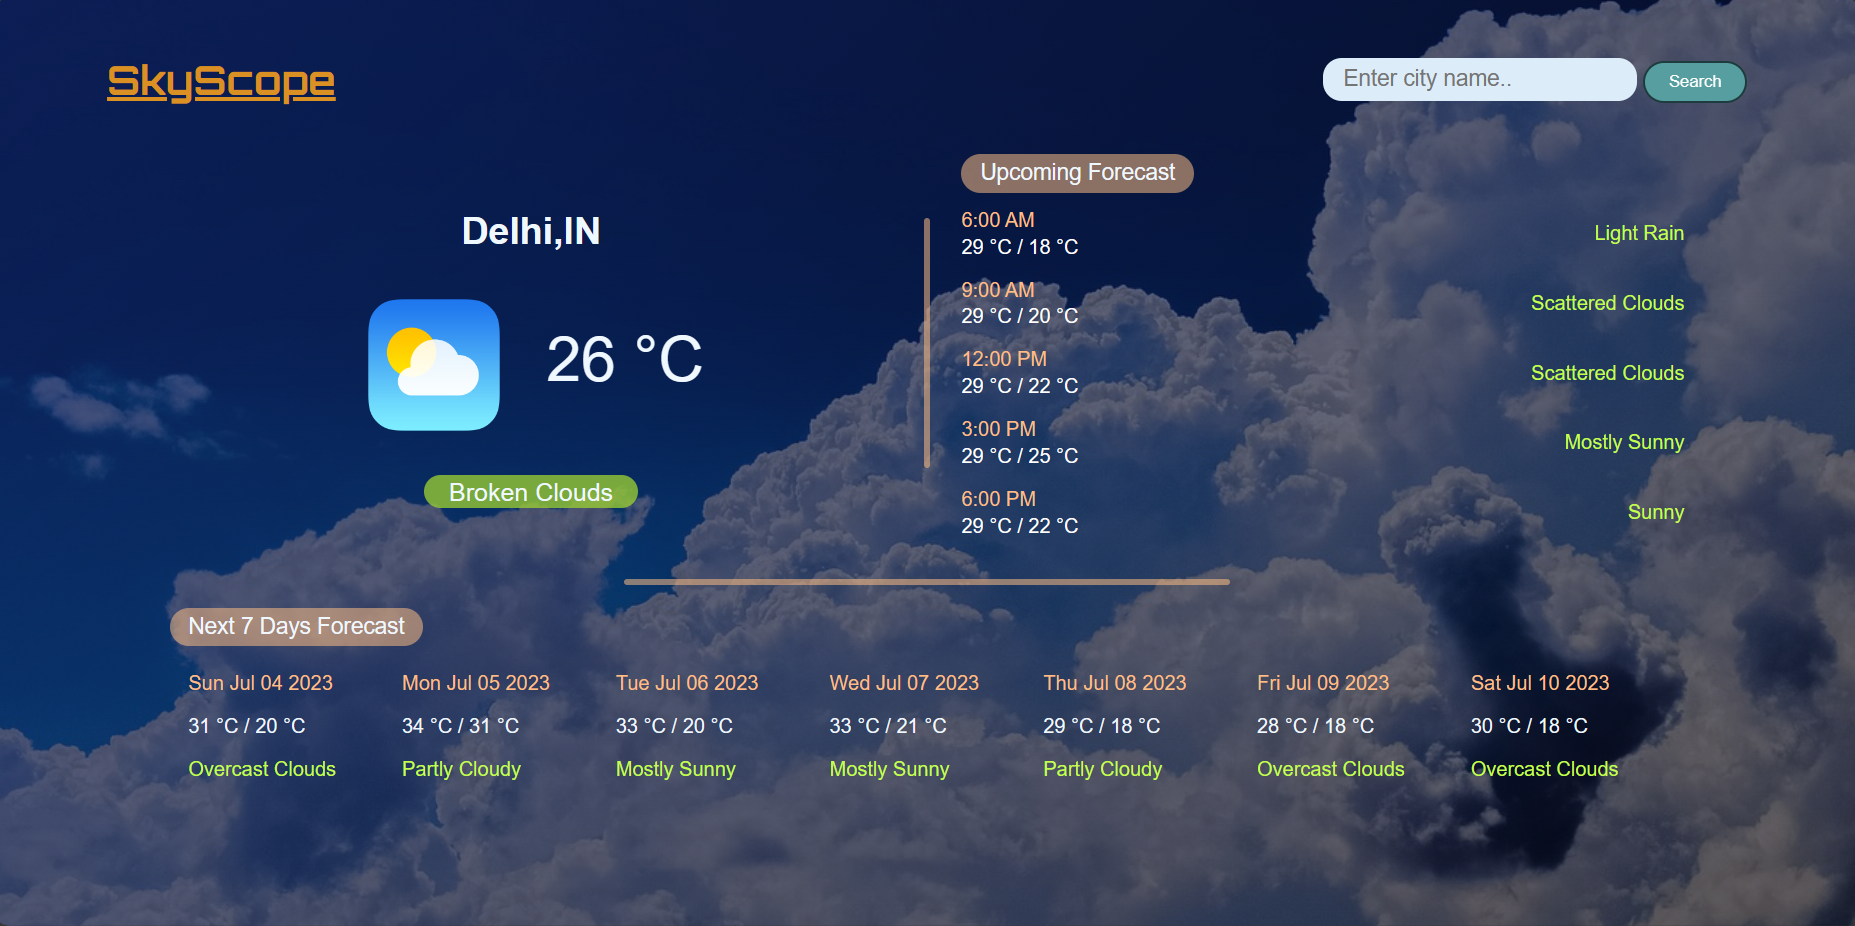 SkyScope
Enter city name..
Search
Delhi,IN
26 °C
Broken Clouds
Upcoming Forecast
6:00 AM
29 °C / 18 °C
Light Rain
9:00 AM
29 °C / 20 °C
Scattered Clouds
12:00 PM
29 °C / 22 °C
Scattered Clouds
3:00 PM
29 °C / 25 °C
Mostly Sunny
6:00 PM
29 °C / 22 °C
Sunny
Next 7 Days Forecast
Sun Jul 04 2023
31 °C / 20 °C
Overcast Clouds
Mon Jul 05 2023
34 °C / 31 °C
Partly Cloudy
Tue Jul 06 2023
33 °C / 20 °C
Mostly Sunny
Wed Jul 07 2023
33 °C / 21 °C
Mostly Sunny
Thu Jul 08 2023
29 °C / 18 °C
Partly Cloudy
Fri Jul 09 2023
28 °C / 18 °C
Overcast Clouds
Sat Jul 10 2023
30 °C / 18 °C
Overcast Clouds